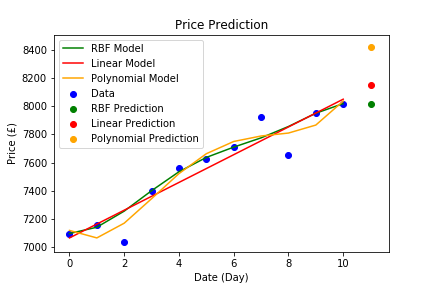 Price Prediction
RBF Model
Linear Model
Polynomial Model
Data
RBF Prediction
Linear Prediction
Polynomial Prediction
Price (£)
8400
8200
8000
7800
7600
7400
7200
7000
0 2 4 6 8 10
Date (Day)